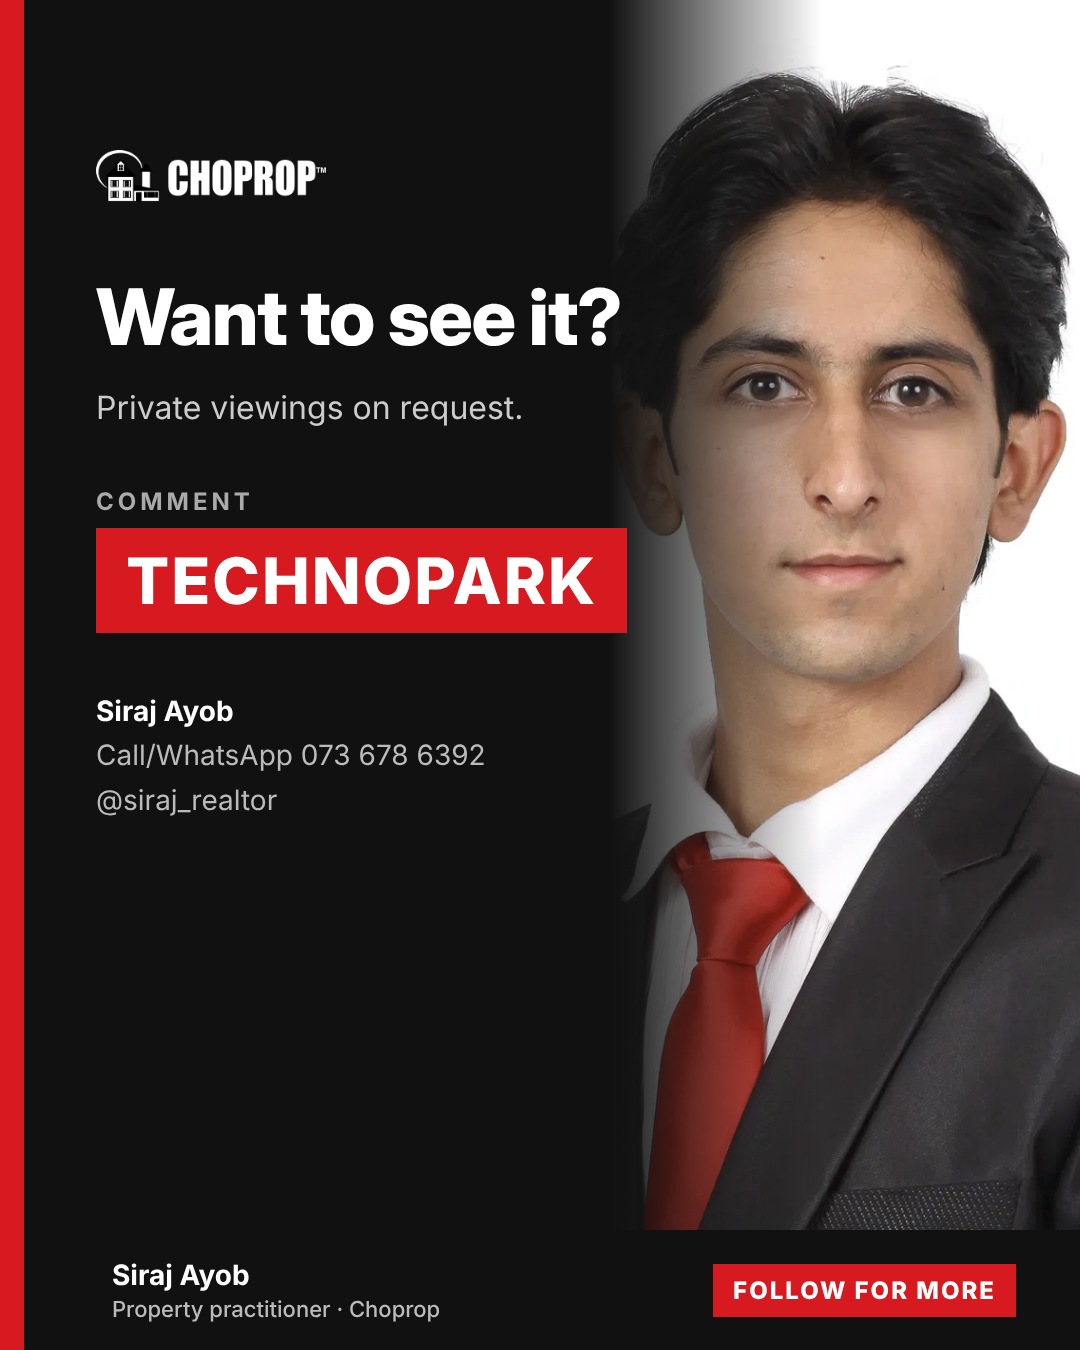 CHOPROP™
Want to see it?
Private viewings on request.
COMMENT
TECHNOPARK
Siraj Ayob
Call/WhatsApp 073 678 6392
@siraj_realtor
Siraj Ayob
Property practitioner · Choprop
FOLLOW FOR MORE